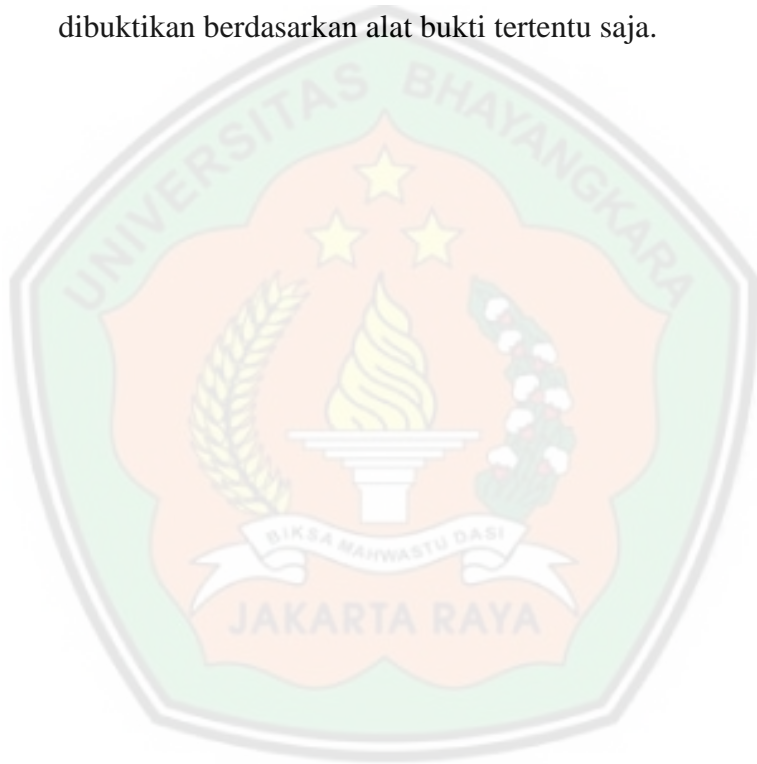 dibuktikan berdasarkan alat bukti tertentu saja.
UNIVERSITAS BHAYANGKARA
BIKSA MAHWASTU DASI
JAKARTA RAYA